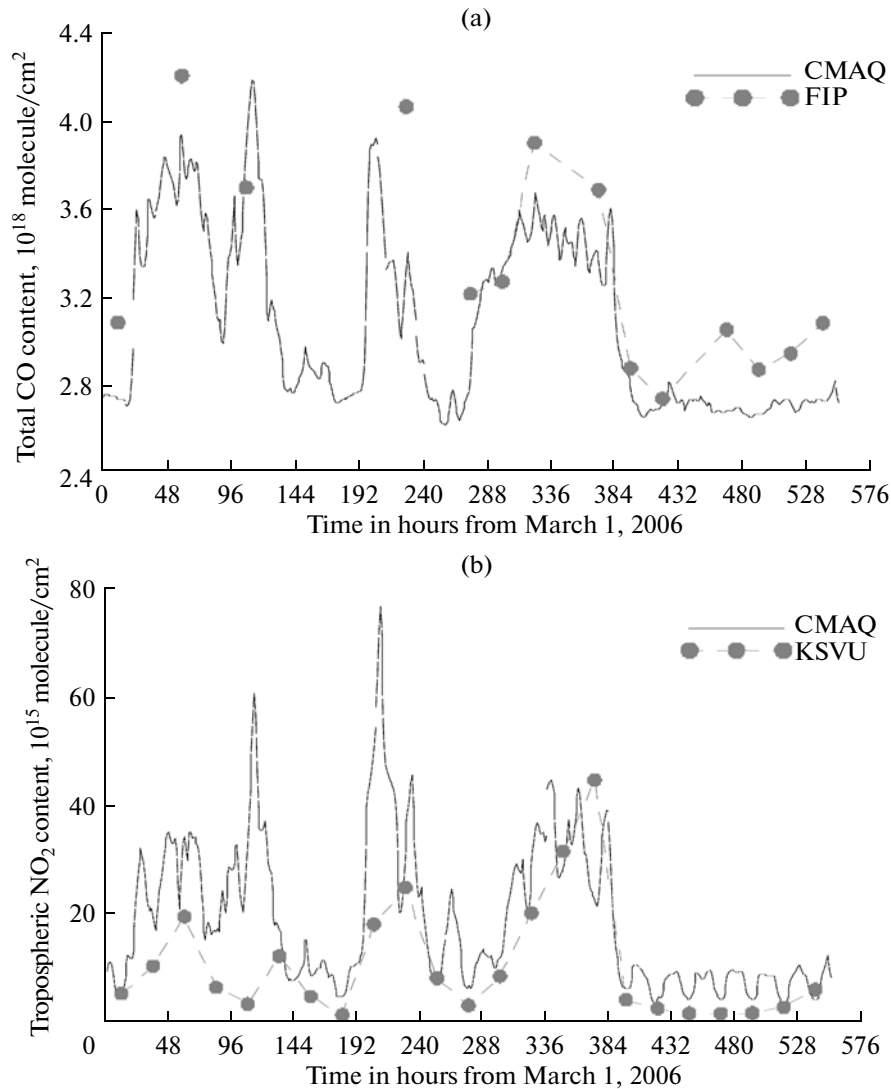 (a)
4.4
4.0
3.6
3.2
2.8
2.4
Total CO content, 10¹⁸ molecule/cm²
CMAQ
FIP
0 48 96 144 192 240 288 336 384 432 480 528 576
Time in hours from March 1, 2006
(b)
80
60
40
20
0
Tropospheric NO₂ content, 10¹⁵ molecule/cm²
CMAQ
KSVU
48 96 144 192 240 288 336 384 432 480 528 576
Time in hours from March 1, 2006